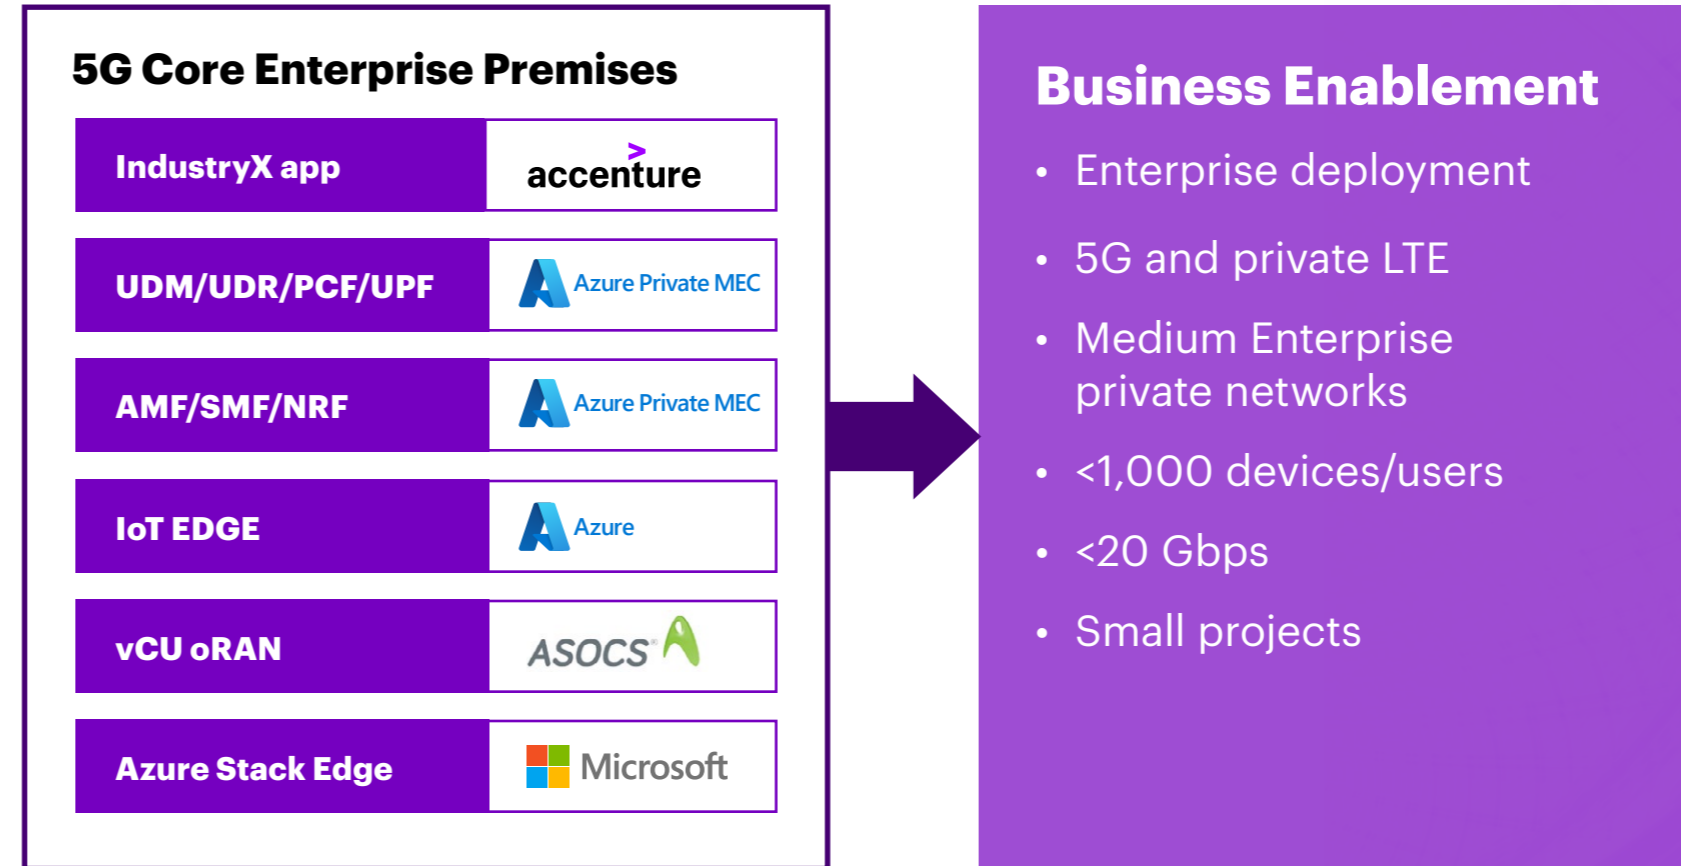 5G Core Enterprise Premises
IndustryX app
accenture
UDM/UDR/PCF/UPF
Azure Private MEC
AMF/SMF/NRF
Azure Private MEC
IoT EDGE
Azure
vCU oRAN
ASOCS®
Azure Stack Edge
Microsoft
Business Enablement
• Enterprise deployment
• 5G and private LTE
• Medium Enterprise
private networks
• <1,000 devices/users
• <20 Gbps
• Small projects